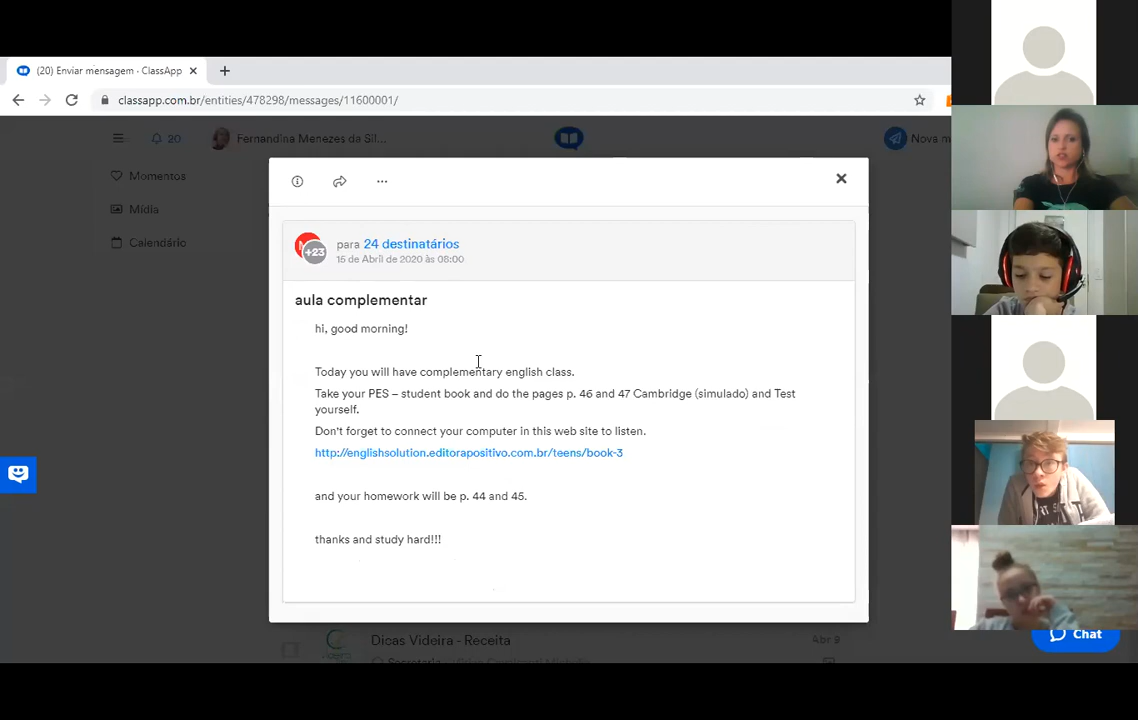 (20) Enviar mensagem · ClassApp
classapp.com.br/entities/478298/messages/11600001/
20
Fernandina Menezes da Sil...
Nova m
Momentos
Mídia
Calendário
+23
para 24 destinatários
16 de Abril de 2020 às 08:00
aula complementar
hi, good morning!
Today you will have complementary english class.
Take your PES – student book and do the pages p. 46 and 47 Cambridge (simulado) and Test
yourself.
Don't forget to connect your computer in this web site to listen.
http://englishsolution.editorapositivo.com.br/teens/book-3
and your homework will be p. 44 and 45.
thanks and study hard!!!
Dicas Videira - Receita
Abr 9
Chat